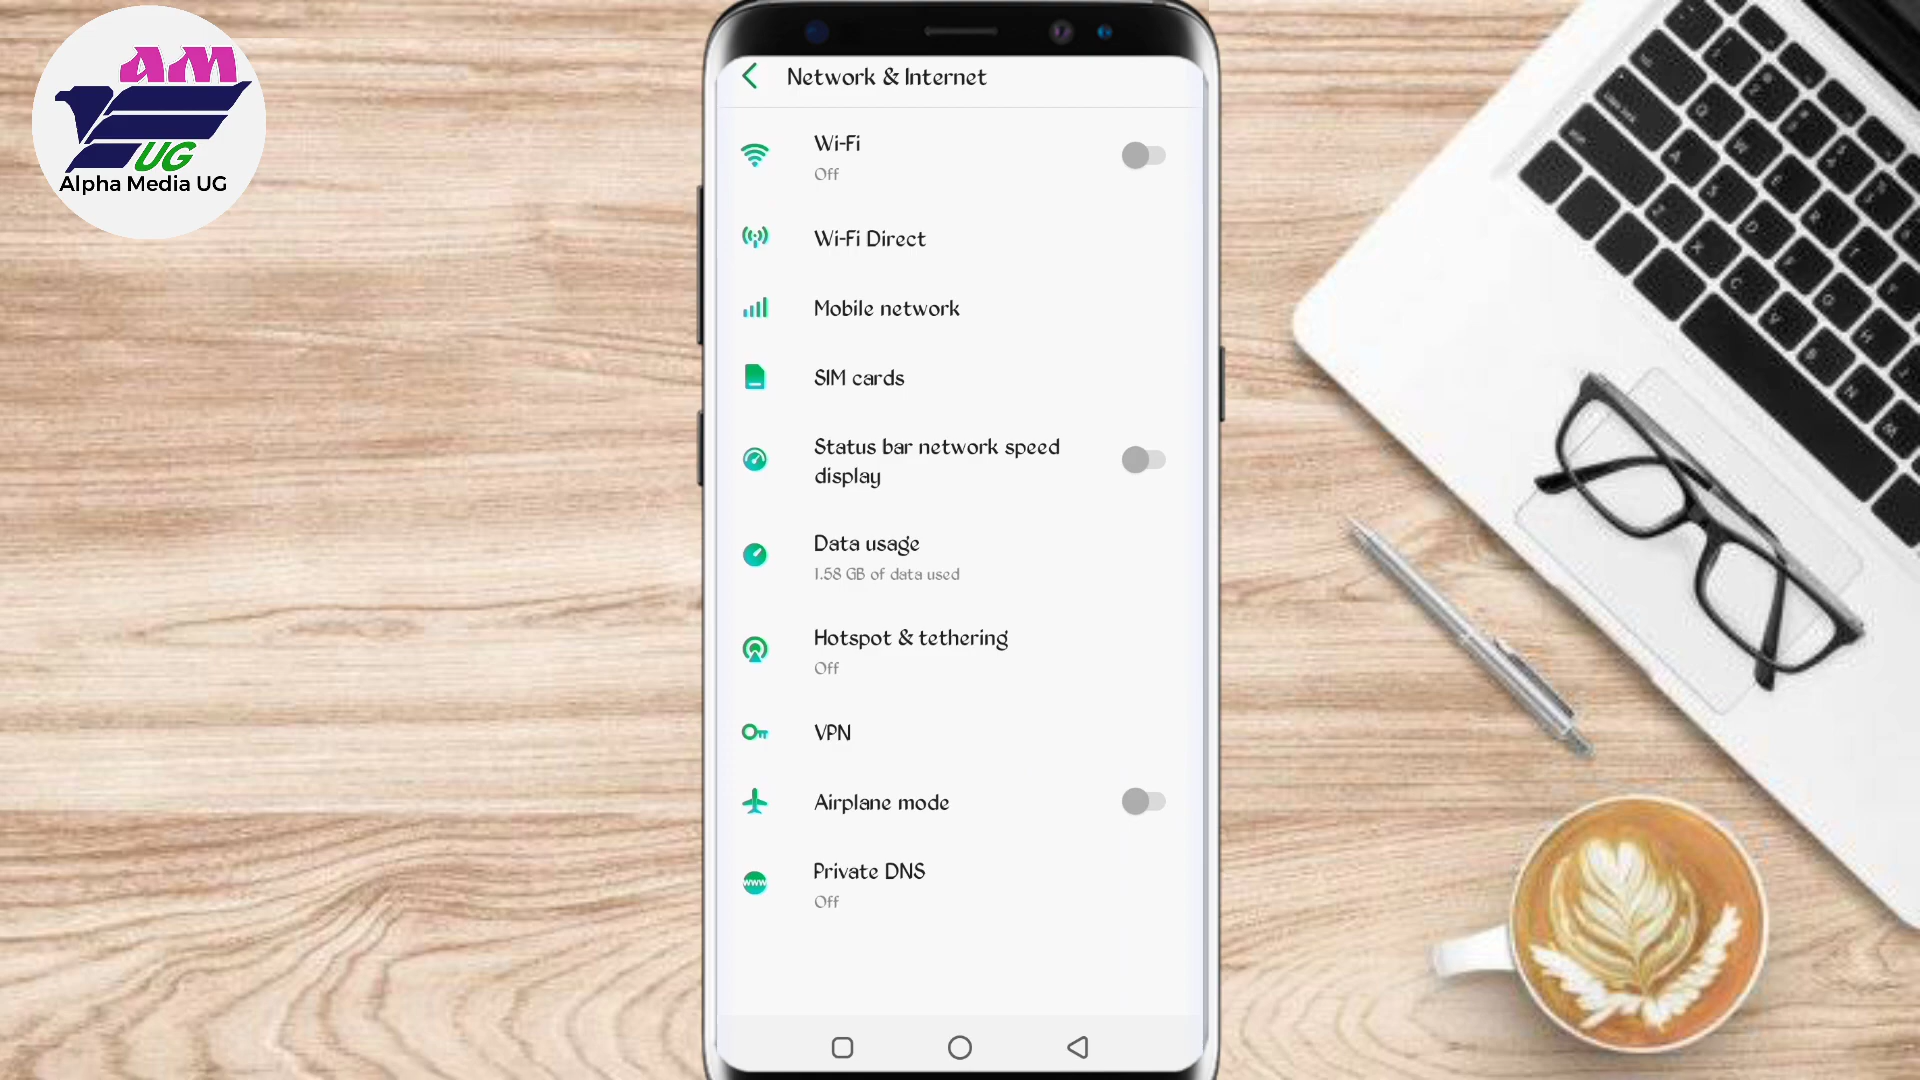 AM
UG
Alpha Media UG
Network & Internet
Wi-Fi
Off
Wi-Fi Direct
Mobile network
SIM cards
Status bar network speed
display
Data usage
1.58 GB of data used
Hotspot & tethering
Off
VPN
Airplane mode
Private DNS
www
Off